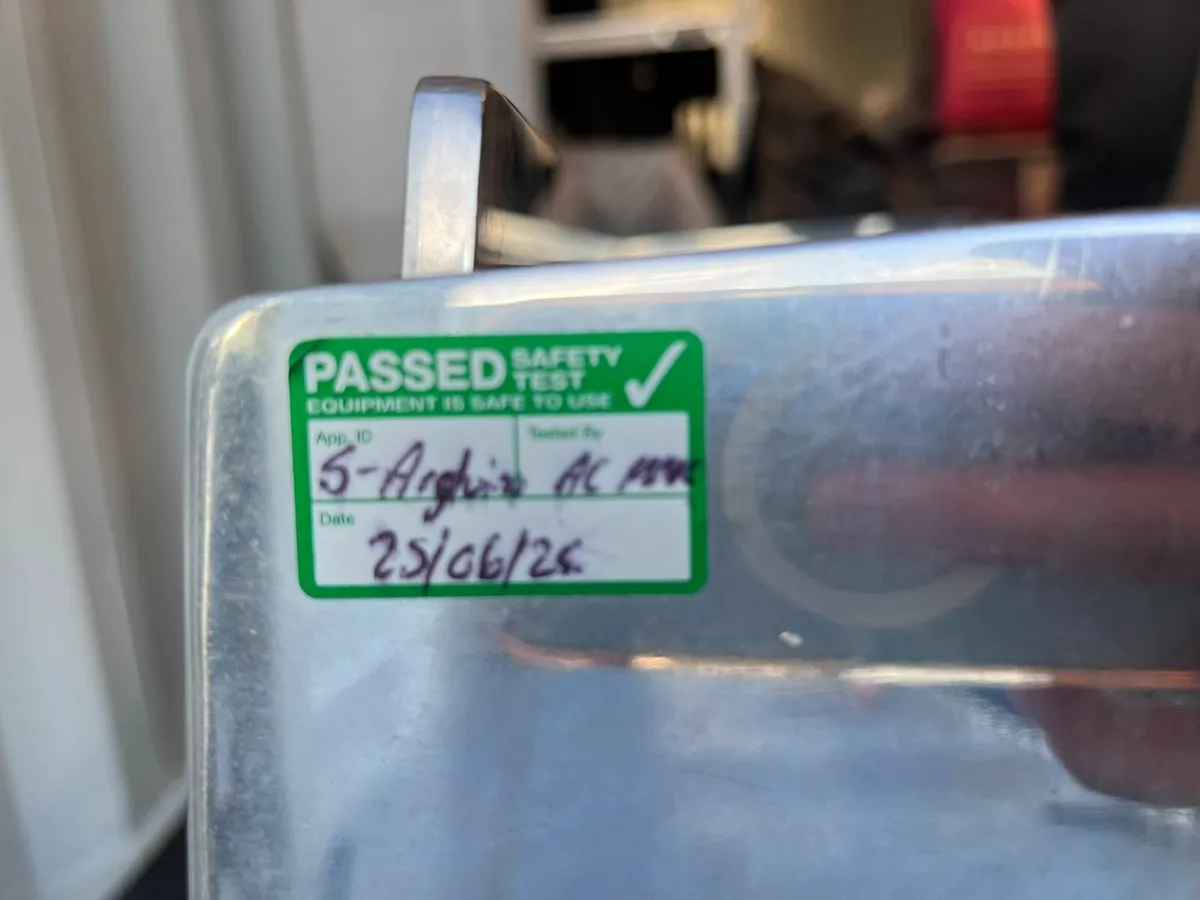 PASSED SAFETY TEST
EQUIPMENT IS SAFE TO USE
App. ID
Tested By
AC
Date
25/06/25